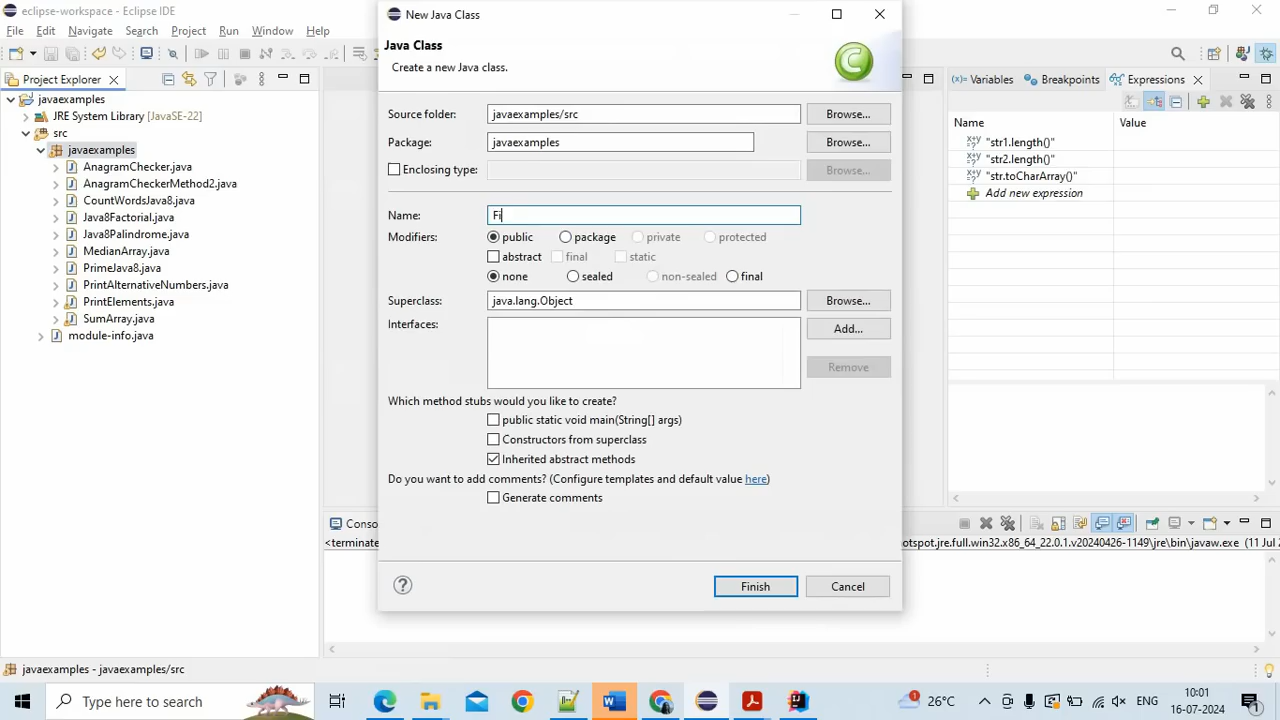 eclipse-workspace - Eclipse IDE
New Java Class
File Edit Navigate Search Project Run Window Help
Java Class
Create a new Java class.
Project Explorer
Variables Breakpoints Expressions
javaexamples
JRE System Library [JavaSE-22]
src
javaexamples
AnagramChecker.java
AnagramCheckerMethod2.java
CountWordsJava8.java
Java8Factorial.java
Java8Palindrome.java
MedianArray.java
PrimeJava8.java
PrintAlternativeNumbers.java
PrintElements.java
SumArray.java
module-info.java
Source folder: javaexamples/src Browse...
Package: javaexamples Browse...
Enclosing type: Browse...
Name: Fi
Modifiers: public package private protected
abstract final static
none sealed non-sealed final
Superclass: java.lang.Object Browse...
Interfaces: Add...
Remove
Which method stubs would you like to create?
public static void main(String[] args)
Constructors from superclass
Inherited abstract methods
Do you want to add comments? (Configure templates and default value here)
Generate comments
Finish Cancel
Name Value
"str1.length()"
"str2.length()"
"str.toCharArray()"
Add new expression
Conso
<terminate
otspot.jre.full.win32.x86_64_22.0.1.v20240426-1149\jre\bin\javaw.exe (11 Jul 2
javaexamples - javaexamples/src
Type here to search
26°C
ENG
10:01
16-07-2024